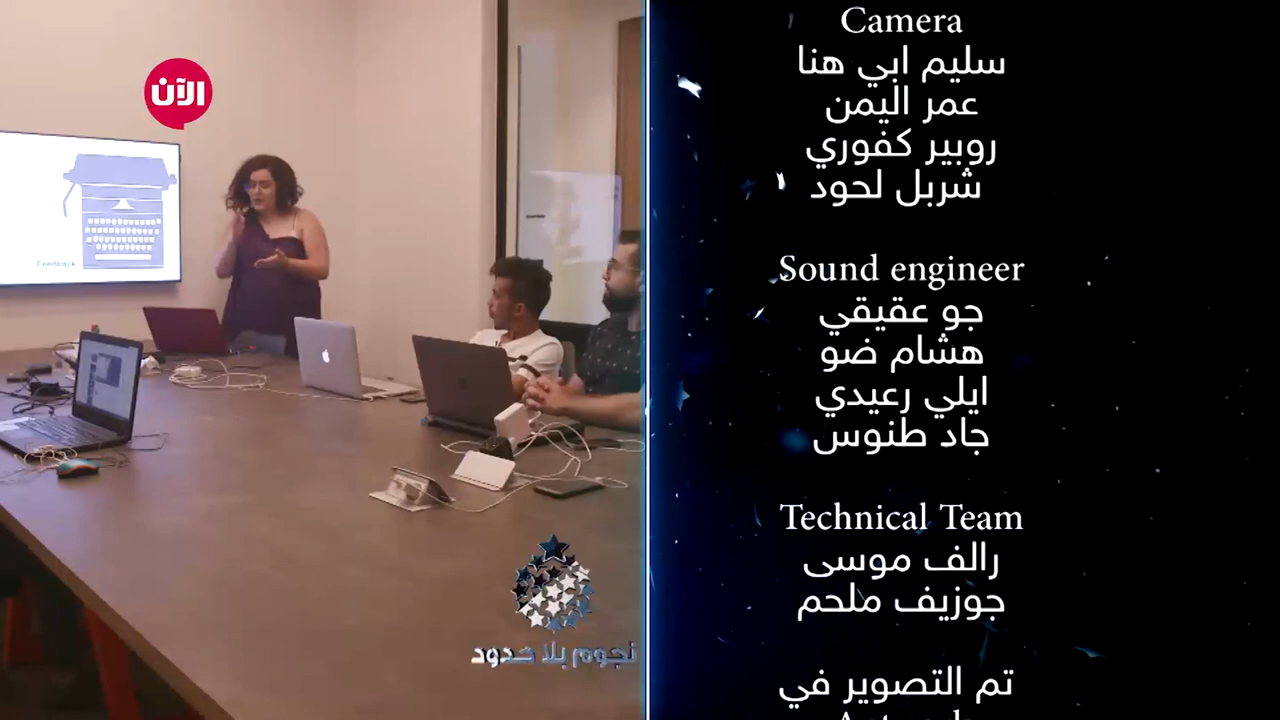 الآن
Feedback
نجوم بلا حدود
Camera
سليم ابي هنا
عمر اليمن
روبير كفوري
شربل لحود
Sound engineer
جو عقيقي
هشام ضو
ايلي رعيدي
جاد طنوس
Technical Team
رالف موسى
جوزيف ملحم
تم التصوير في